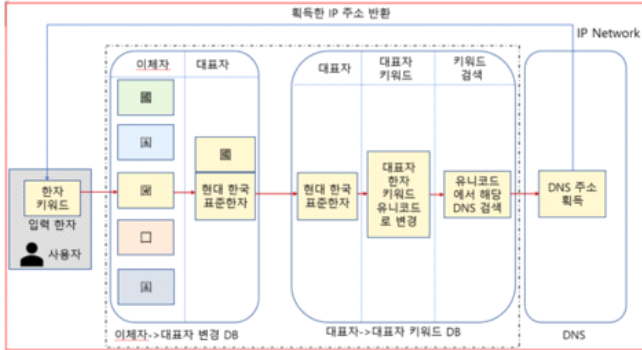 획득한 IP 주소 반환
IP Network
이체자 대표자
대표자 대표자 키워드
키워드 검색
國
国
國
囗
囯
한자
키워드
입력 한자
사용자
현대 한국
표준한자
현대 한국
표준한자
대표자
한자
키워드
유니코드
로 변경
유니코드
에서 해당
DNS 검색
DNS 주소
획득
이체자->대표자 변경 DB
대표자->대표자 키워드 DB
DNS